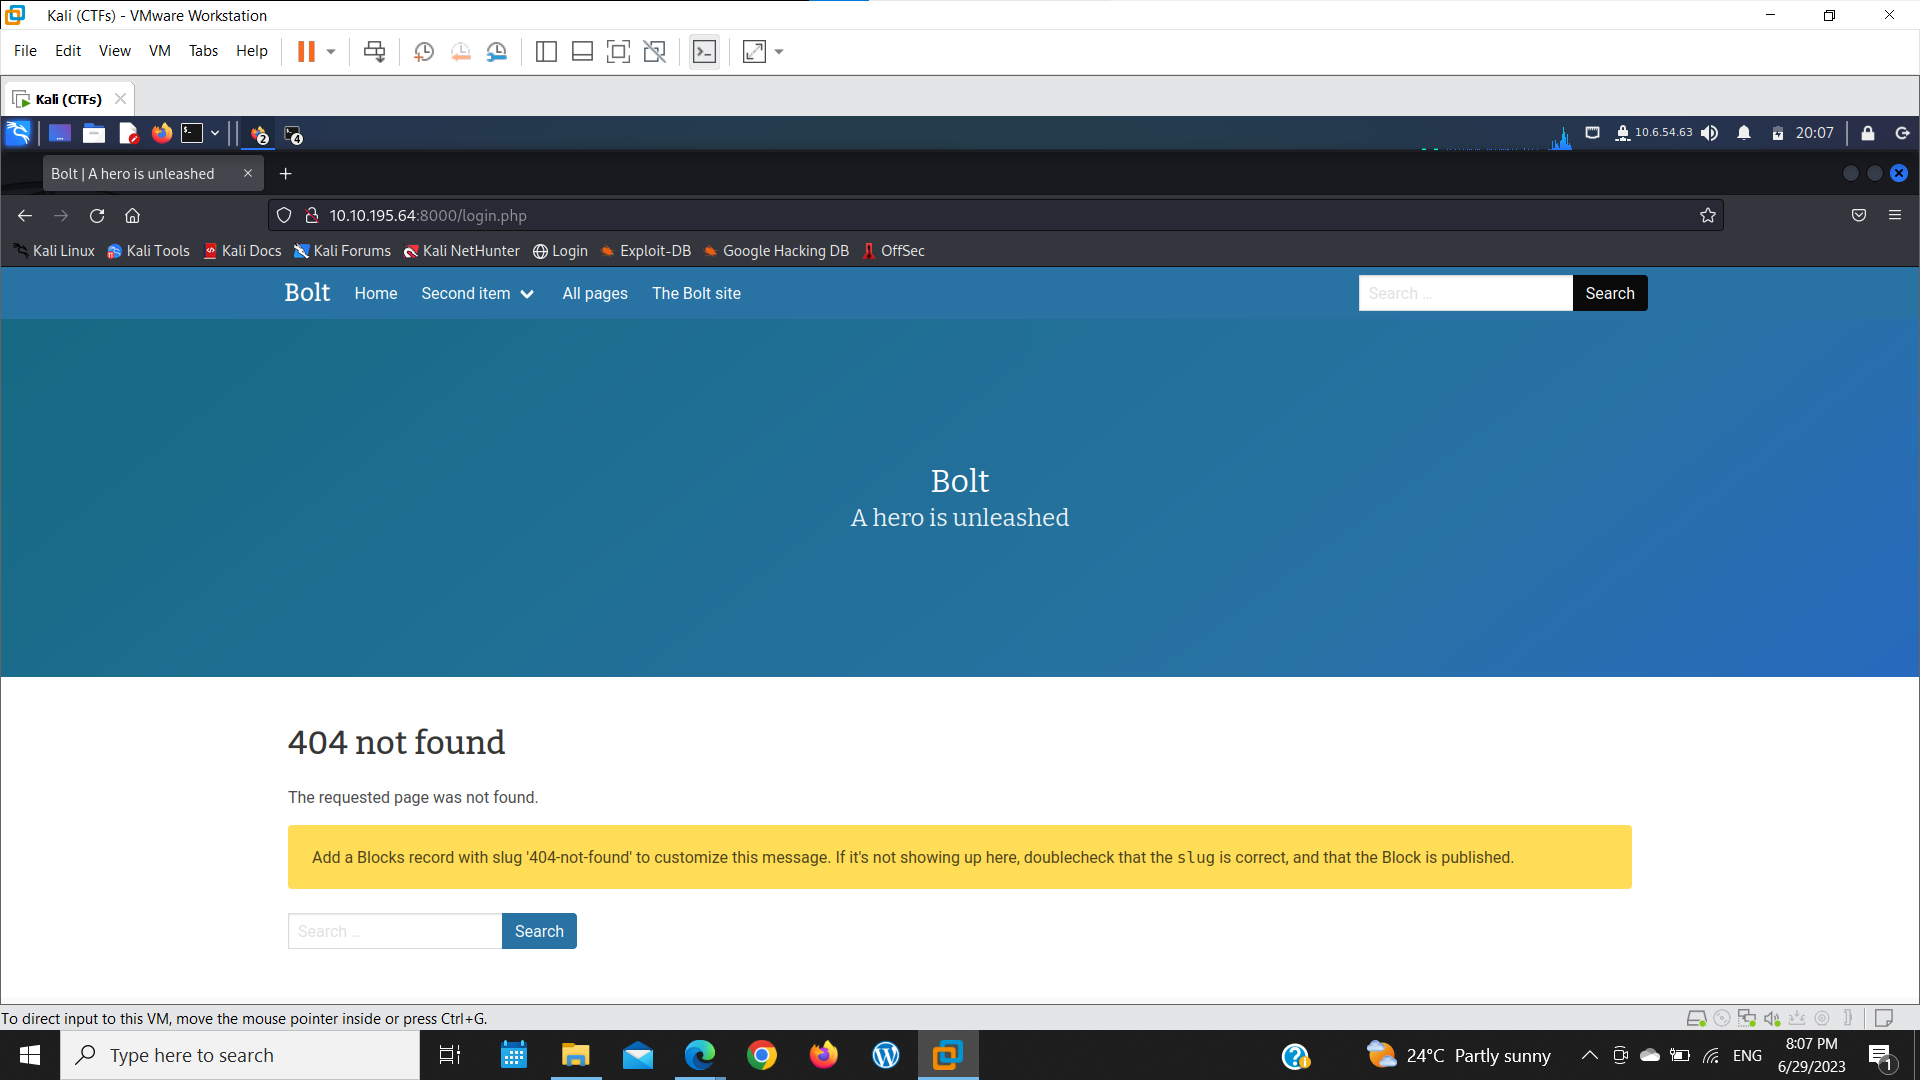 Kali (CTFs) - VMware Workstation
File Edit View VM Tabs Help
Kali (CTFs)
2 4 10.6.54.63 20:07
Bolt | A hero is unleashed
10.10.195.64:8000/login.php
Kali Linux Kali Tools Kali Docs Kali Forums Kali NetHunter Login Exploit-DB Google Hacking DB OffSec
Bolt Home Second item All pages The Bolt site Search ... Search
Bolt
A hero is unleashed
404 not found
The requested page was not found.
Add a Blocks record with slug '404-not-found' to customize this message. If it's not showing up here, doublecheck that the slug is correct, and that the Block is published.
Search ... Search
To direct input to this VM, move the mouse pointer inside or press Ctrl+G.
Type here to search
24°C Partly sunny
ENG
8:07 PM
6/29/2023
1